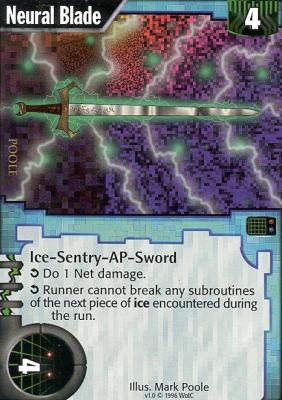 Neural Blade
4
POOLE
Ice-Sentry-AP-Sword
Do 1 Net damage.
Runner cannot break any subroutines
of the next piece of ice encountered during
the run.
4
Illus. Mark Poole
v1.0 © 1996 WotC